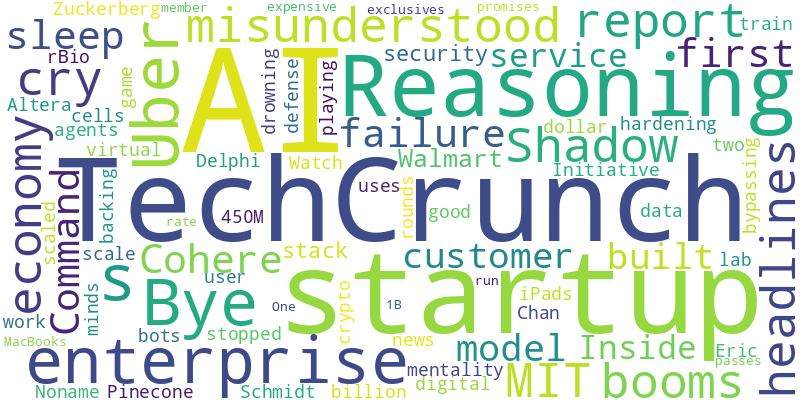 Zuckerberg
member
expensive
exclusives
promises
sleep
misunderstood
report
train
rBio
Uber
AI
security
service
first
cry
Reasoning
Altera
game
drowning
defense
playing
cells
agents
failure
Shadow
dollar
hardening
virtual
Delphi
Watch
Walmart
Initiative
two
bypassing
economy
scaled
Command
backing
TechCrunch
uses
rounds
good
data
headlines
rate
450M
scale
s
Cohere
stack
customer
built
lab
minds
Bye
user
startup
One
crypto
1B
run
iPads
Chan
work
bots
stopped
news
model
Inside
Eric
MacBooks
enterprise
mentality
passes
Noname
Pinecone
Schmidt
billion
digital
MIT
booms